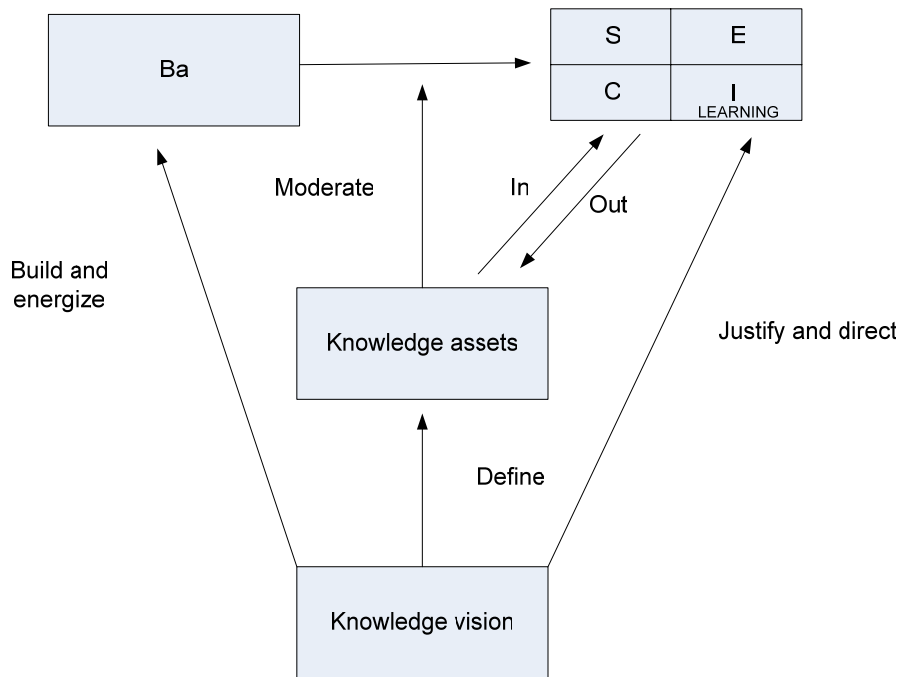 Ba
S
E
C
I
LEARNING
Moderate
In
Out
Build and
energize
Knowledge assets
Justify and direct
Define
Knowledge vision